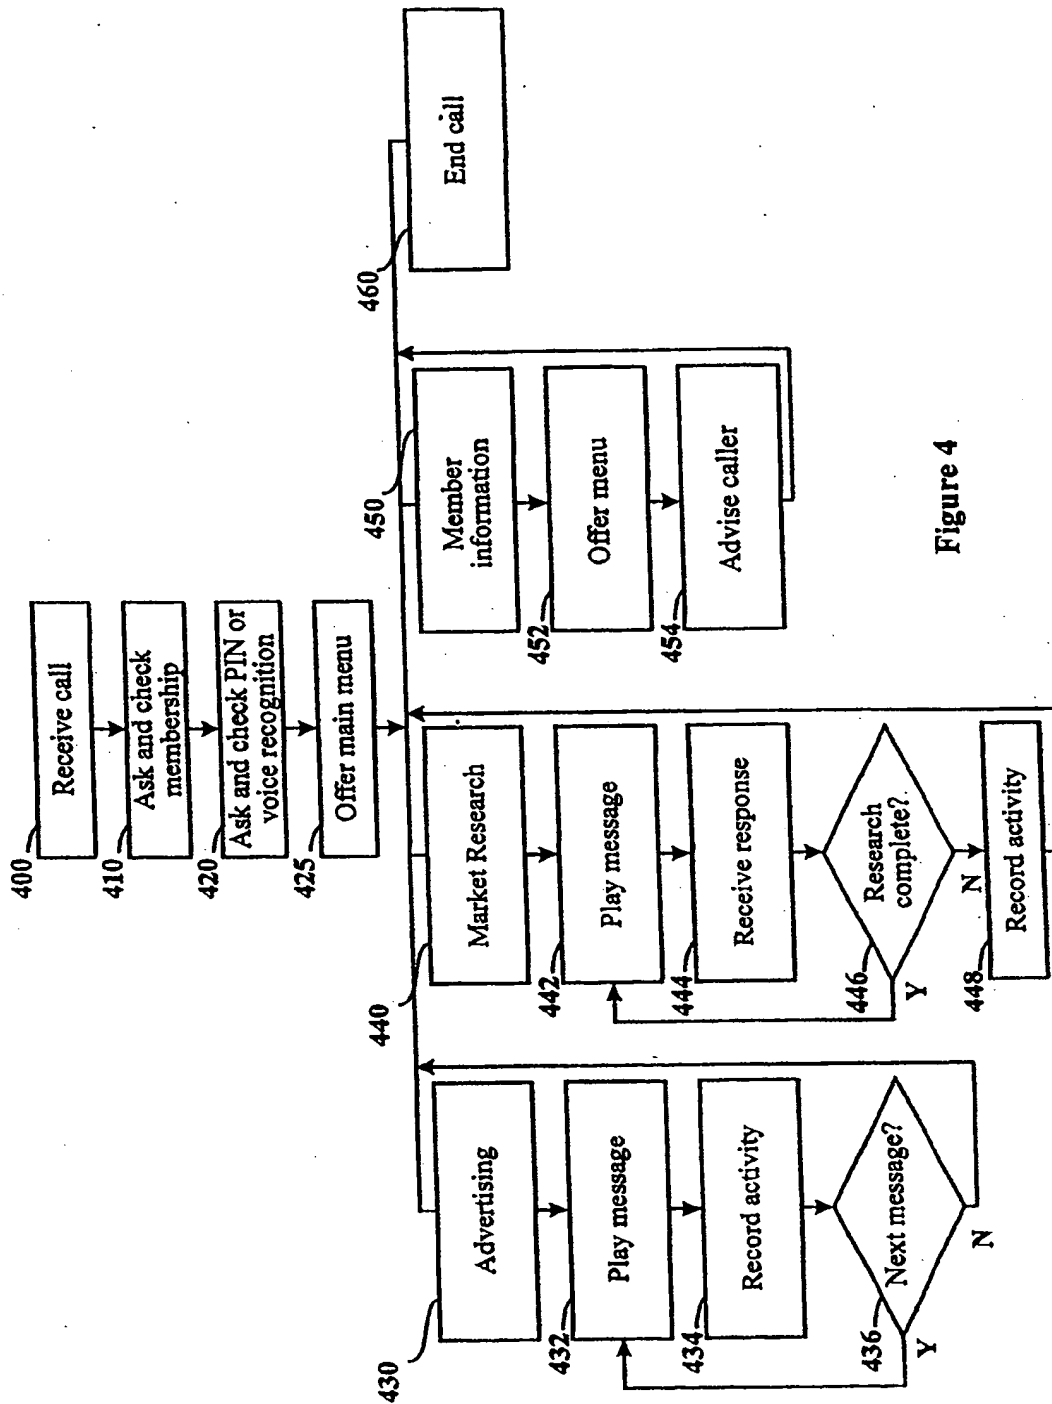 400
Receive call
410
Ask and check
membership
420
Ask and check PIN or
voice recognition
425
Offer main menu
430
Advertising
432
Play message
434
Record activity
436
Next message?
Y
N
440
Market Research
442
Play message
444
Receive response
446
Research
complete?
Y
N
448
Record activity
450
Member
information
452
Offer menu
454
Advise caller
460
End call
Figure 4